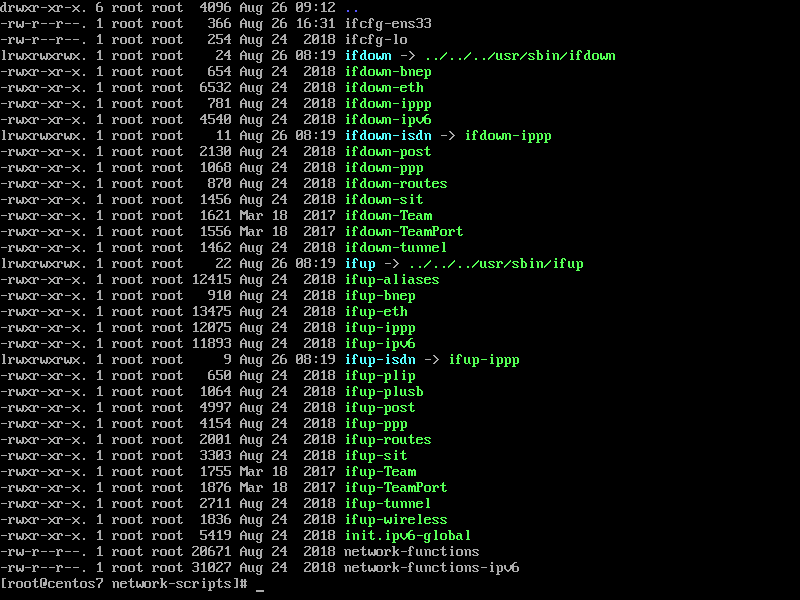 drwxr-xr-x. 6 root root  4096 Aug 26 09:12 ..
-rw-r--r--. 1 root root   366 Aug 26 16:31 ifcfg-ens33
-rw-r--r--. 1 root root   254 Aug 24  2018 ifcfg-lo
lrwxrwxrwx. 1 root root    24 Aug 26 08:19 ifdown -> ../../../usr/sbin/ifdown
-rwxr-xr-x. 1 root root   654 Aug 24  2018 ifdown-bnep
-rwxr-xr-x. 1 root root  6532 Aug 24  2018 ifdown-eth
-rwxr-xr-x. 1 root root   781 Aug 24  2018 ifdown-ippp
-rwxr-xr-x. 1 root root  4540 Aug 24  2018 ifdown-ipv6
lrwxrwxrwx. 1 root root    11 Aug 26 08:19 ifdown-isdn -> ifdown-ippp
-rwxr-xr-x. 1 root root  2130 Aug 24  2018 ifdown-post
-rwxr-xr-x. 1 root root  1068 Aug 24  2018 ifdown-ppp
-rwxr-xr-x. 1 root root   870 Aug 24  2018 ifdown-routes
-rwxr-xr-x. 1 root root  1456 Aug 24  2018 ifdown-sit
-rwxr-xr-x. 1 root root  1621 Mar 18  2017 ifdown-Team
-rwxr-xr-x. 1 root root  1556 Mar 18  2017 ifdown-TeamPort
-rwxr-xr-x. 1 root root  1462 Aug 24  2018 ifdown-tunnel
lrwxrwxrwx. 1 root root    22 Aug 26 08:19 ifup -> ../../../usr/sbin/ifup
-rwxr-xr-x. 1 root root 12415 Aug 24  2018 ifup-aliases
-rwxr-xr-x. 1 root root   910 Aug 24  2018 ifup-bnep
-rwxr-xr-x. 1 root root 13475 Aug 24  2018 ifup-eth
-rwxr-xr-x. 1 root root 12075 Aug 24  2018 ifup-ippp
-rwxr-xr-x. 1 root root 11893 Aug 24  2018 ifup-ipv6
lrwxrwxrwx. 1 root root     9 Aug 26 08:19 ifup-isdn -> ifup-ippp
-rwxr-xr-x. 1 root root   650 Aug 24  2018 ifup-plip
-rwxr-xr-x. 1 root root  1064 Aug 24  2018 ifup-plusb
-rwxr-xr-x. 1 root root  4997 Aug 24  2018 ifup-post
-rwxr-xr-x. 1 root root  4154 Aug 24  2018 ifup-ppp
-rwxr-xr-x. 1 root root  2001 Aug 24  2018 ifup-routes
-rwxr-xr-x. 1 root root  3303 Aug 24  2018 ifup-sit
-rwxr-xr-x. 1 root root  1755 Mar 18  2017 ifup-Team
-rwxr-xr-x. 1 root root  1876 Mar 18  2017 ifup-TeamPort
-rwxr-xr-x. 1 root root  2711 Aug 24  2018 ifup-tunnel
-rwxr-xr-x. 1 root root  1836 Aug 24  2018 ifup-wireless
-rwxr-xr-x. 1 root root  5419 Aug 24  2018 init.ipv6-global
-rw-r--r--. 1 root root 20671 Aug 24  2018 network-functions
-rw-r--r--. 1 root root 31027 Aug 24  2018 network-functions-ipv6
[root@centos7 network-scripts]# _